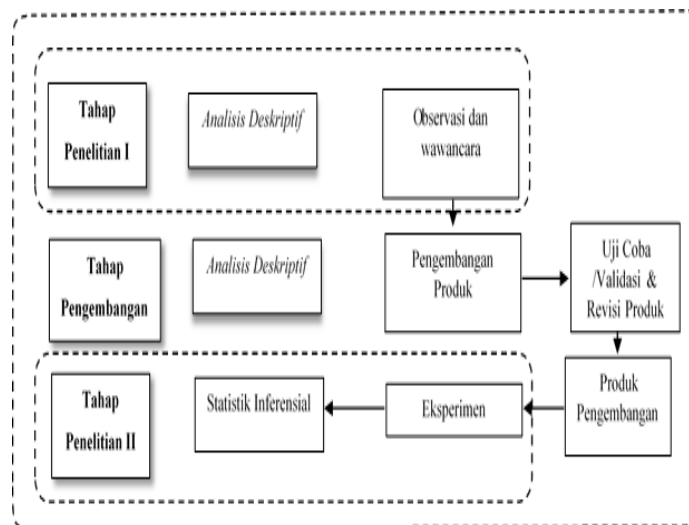 Tahap
Penelitian I
Analisis Deskriptif
Observasi dan
wawancara
Tahap
Pengembangan
Analisis Deskriptif
Pengembangan
Produk
Uji Coba
/Validasi &
Revisi Produk
Tahap
Penelitian II
Statistik Inferensial
Eksperimen
Produk
Pengembangan